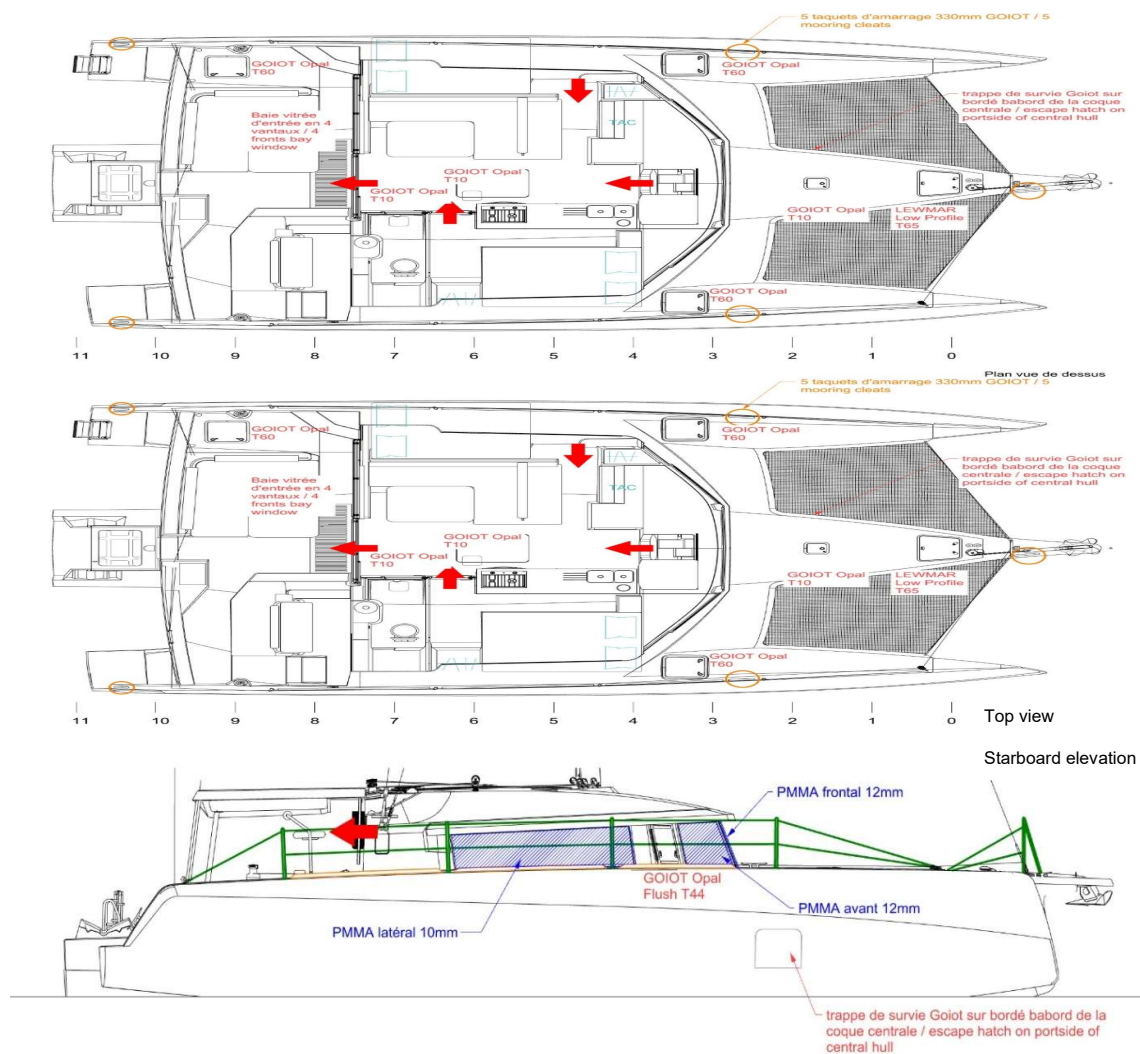 5 taquets d'amarrage 330mm GOIOT / 5
mooring cleats
GOIOT Opal
T60
GOIOT Opal
T60
trappe de survie Goiot sur
bordé babord de la coque
centrale / escape hatch on
portside of central hull
Baie vitrée
d'entrée en 4
vantaux / 4
fronts bay
window
TAC
GOIOT Opal
T10
GOIOT Opal
T10
GOIOT Opal
T10
LEWMAR
Low Profile
T65
GOIOT Opal
T60
11 10 9 8 7 6 5 4 3 2 1 0
Plan vue de dessus
5 taquets d'amarrage 330mm GOIOT / 5
mooring cleats
GOIOT Opal
T60
GOIOT Opal
T60
trappe de survie Goiot sur
bordé babord de la coque
centrale / escape hatch on
portside of central hull
Baie vitrée
d'entrée en 4
vantaux / 4
fronts bay
window
TAC
GOIOT Opal
T10
GOIOT Opal
T10
GOIOT Opal
T10
LEWMAR
Low Profile
T65
GOIOT Opal
T60
11 10 9 8 7 6 5 4 3 2 1 0
Top view
Starboard elevation
PMMA frontal 12mm
GOIOT Opal
Flush T44
PMMA avant 12mm
PMMA latéral 10mm
trappe de survie Goiot sur bordé babord de la
coque centrale / escape hatch on portside of
central hull